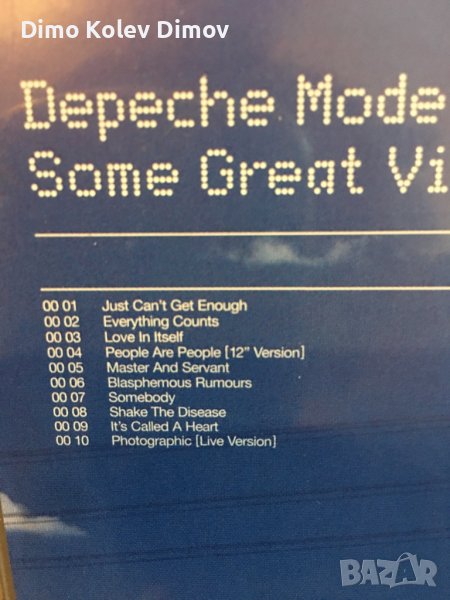 Dimo Kolev Dimov
Depeche Mode
Some Great Vi
00 01 Just Can't Get Enough
00 02 Everything Counts
00 03 Love In Itself
00 04 People Are People [12" Version]
00 05 Master And Servant
00 06 Blasphemous Rumours
00 07 Somebody
00 08 Shake The Disease
00 09 It's Called A Heart
00 10 Photographic [Live Version]
BAZAR